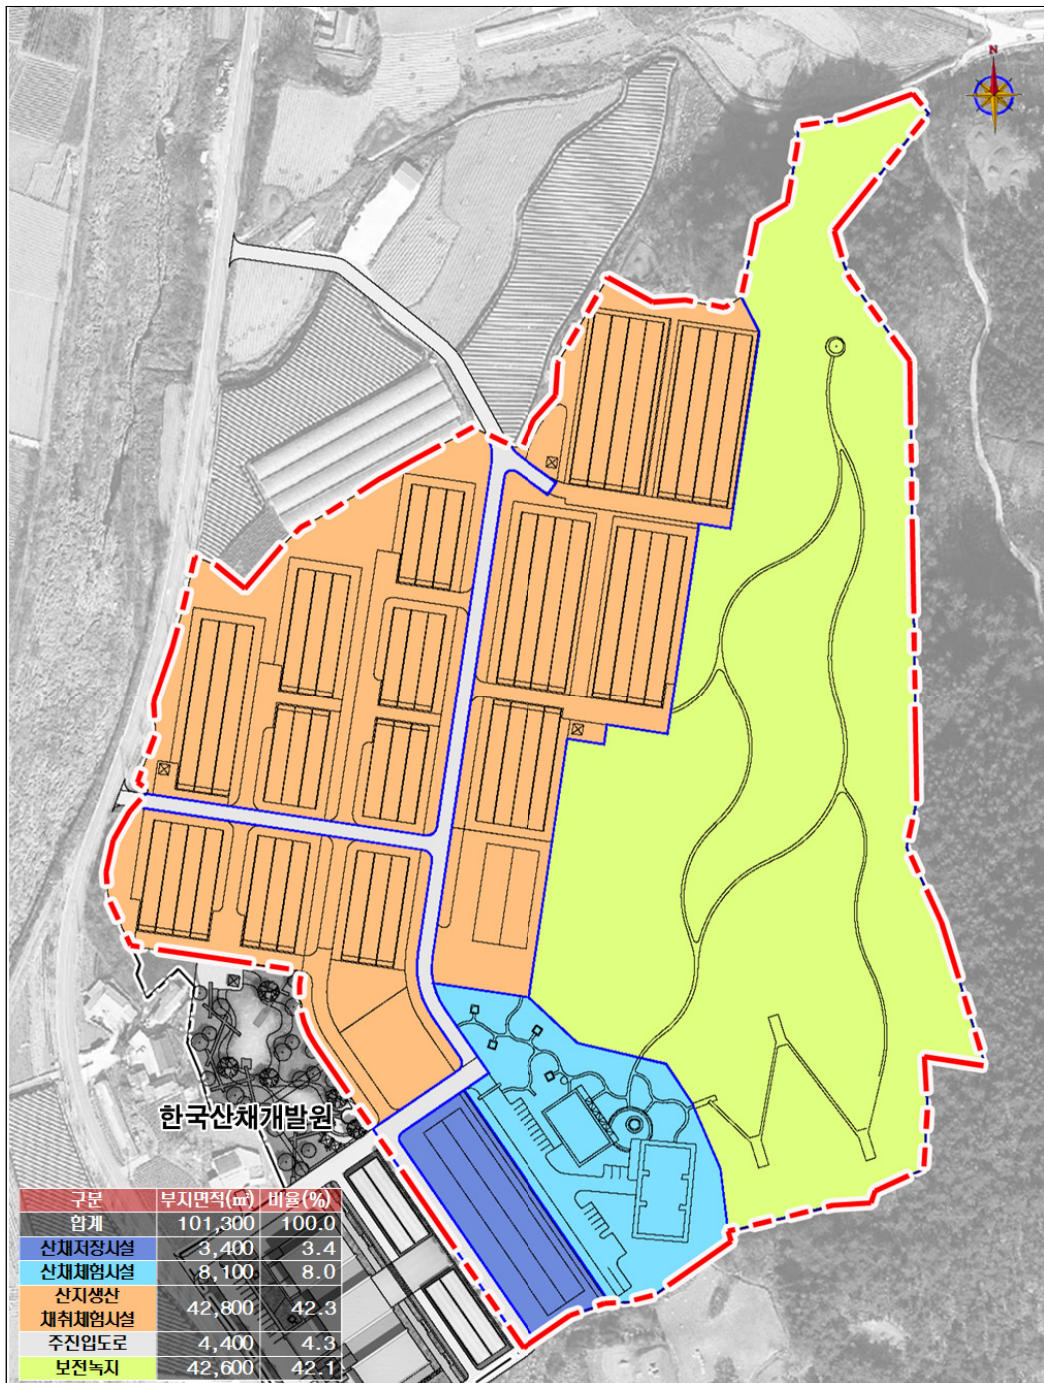 N
한국산채개발원
구분 부지면적(㎡) 비율(%)
합계 101,300 100.0
산채저장시설 3,400 3.4
산채체험시설 8,100 8.0
산지생산
채취체험시설 42,800 42.3
주진입도로 4,400 4.3
보전녹지 42,600 42.1